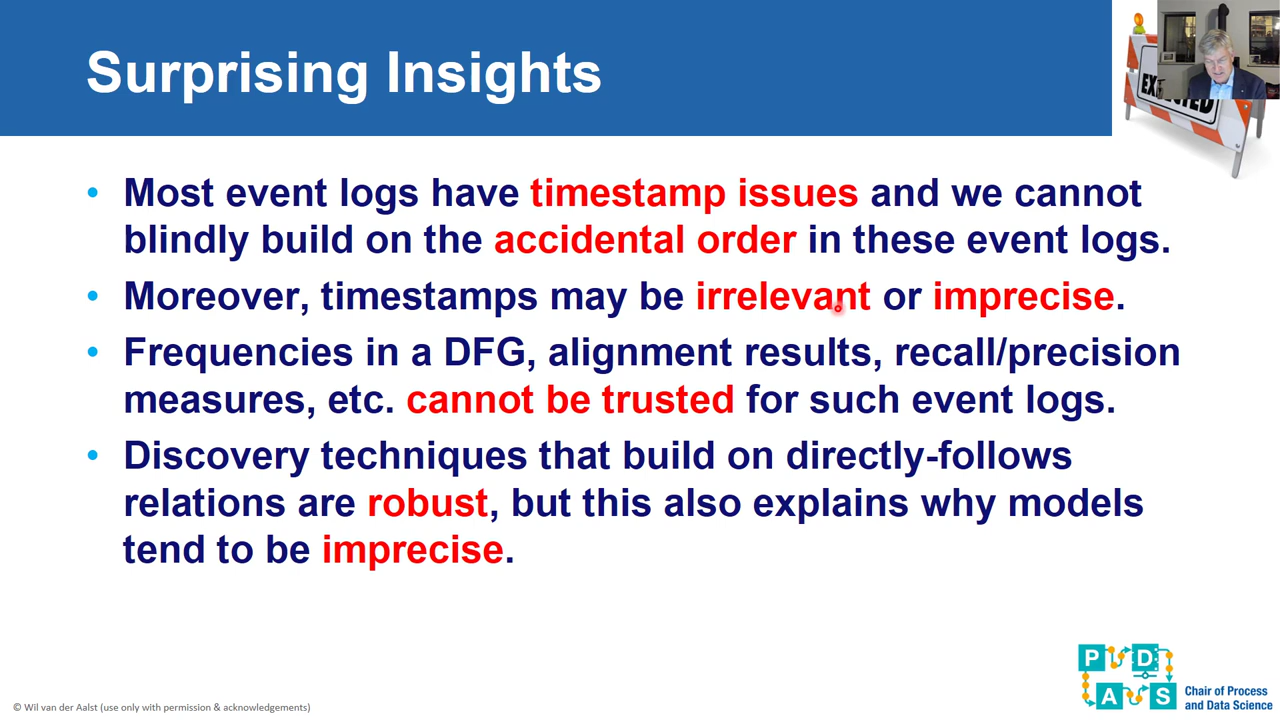 Surprising Insights
• Most event logs have timestamp issues and we cannot
blindly build on the accidental order in these event logs.
• Moreover, timestamps may be irrelevant or imprecise.
• Frequencies in a DFG, alignment results, recall/precision
measures, etc. cannot be trusted for such event logs.
• Discovery techniques that build on directly-follows
relations are robust, but this also explains why models
tend to be imprecise.
P D
A S
Chair of Process
and Data Science
© Wil van der Aalst (use only with permission & acknowledgements)